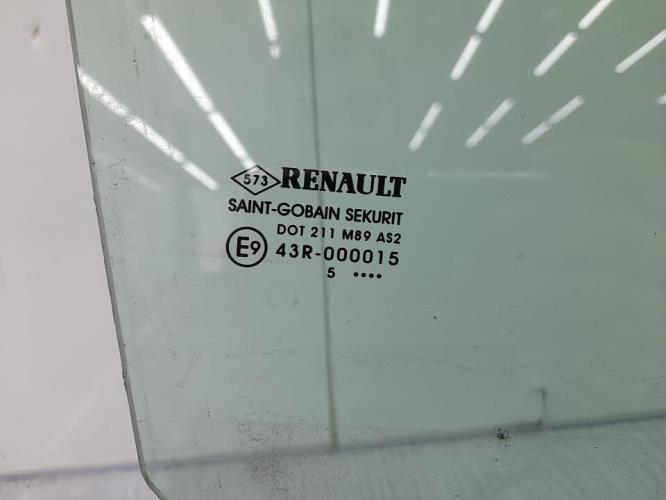 573 RENAULT
SAINT-GOBAIN SEKURIT
DOT 211 M89 AS2
E9 43R-000015
5 ••••